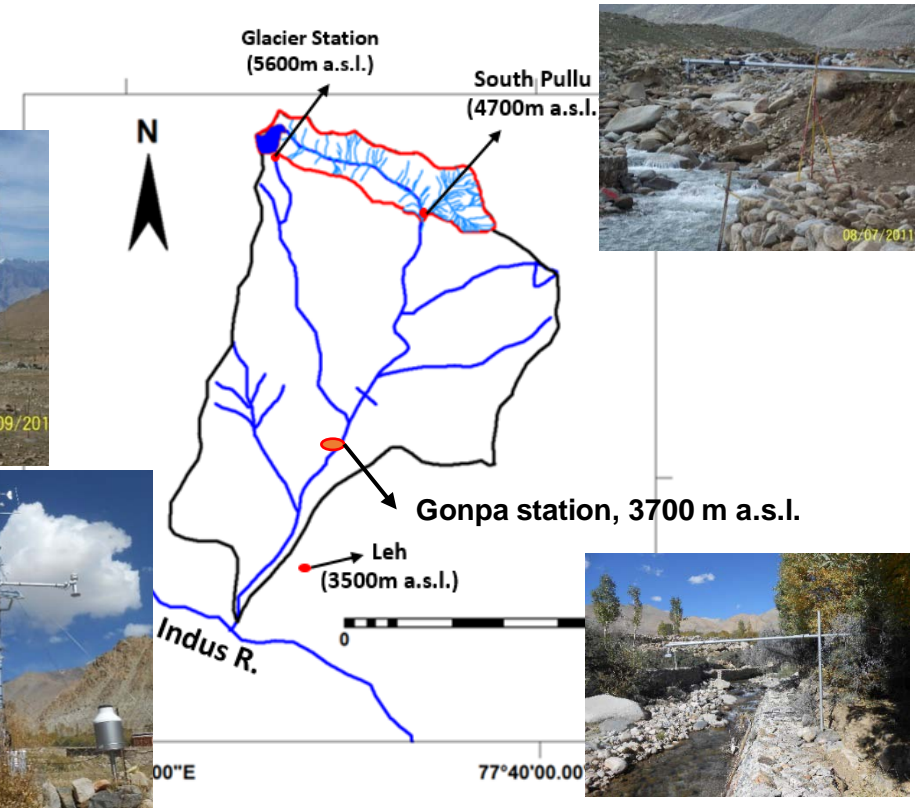 Glacier Station
(5600m a.s.l.)
South Pullu
(4700m a.s.l.
N
08/07/2011
09/201
Gonpa station, 3700 m a.s.l.
Leh
(3500m a.s.l.)
0
Indus R.
00"E
77°40'00.00